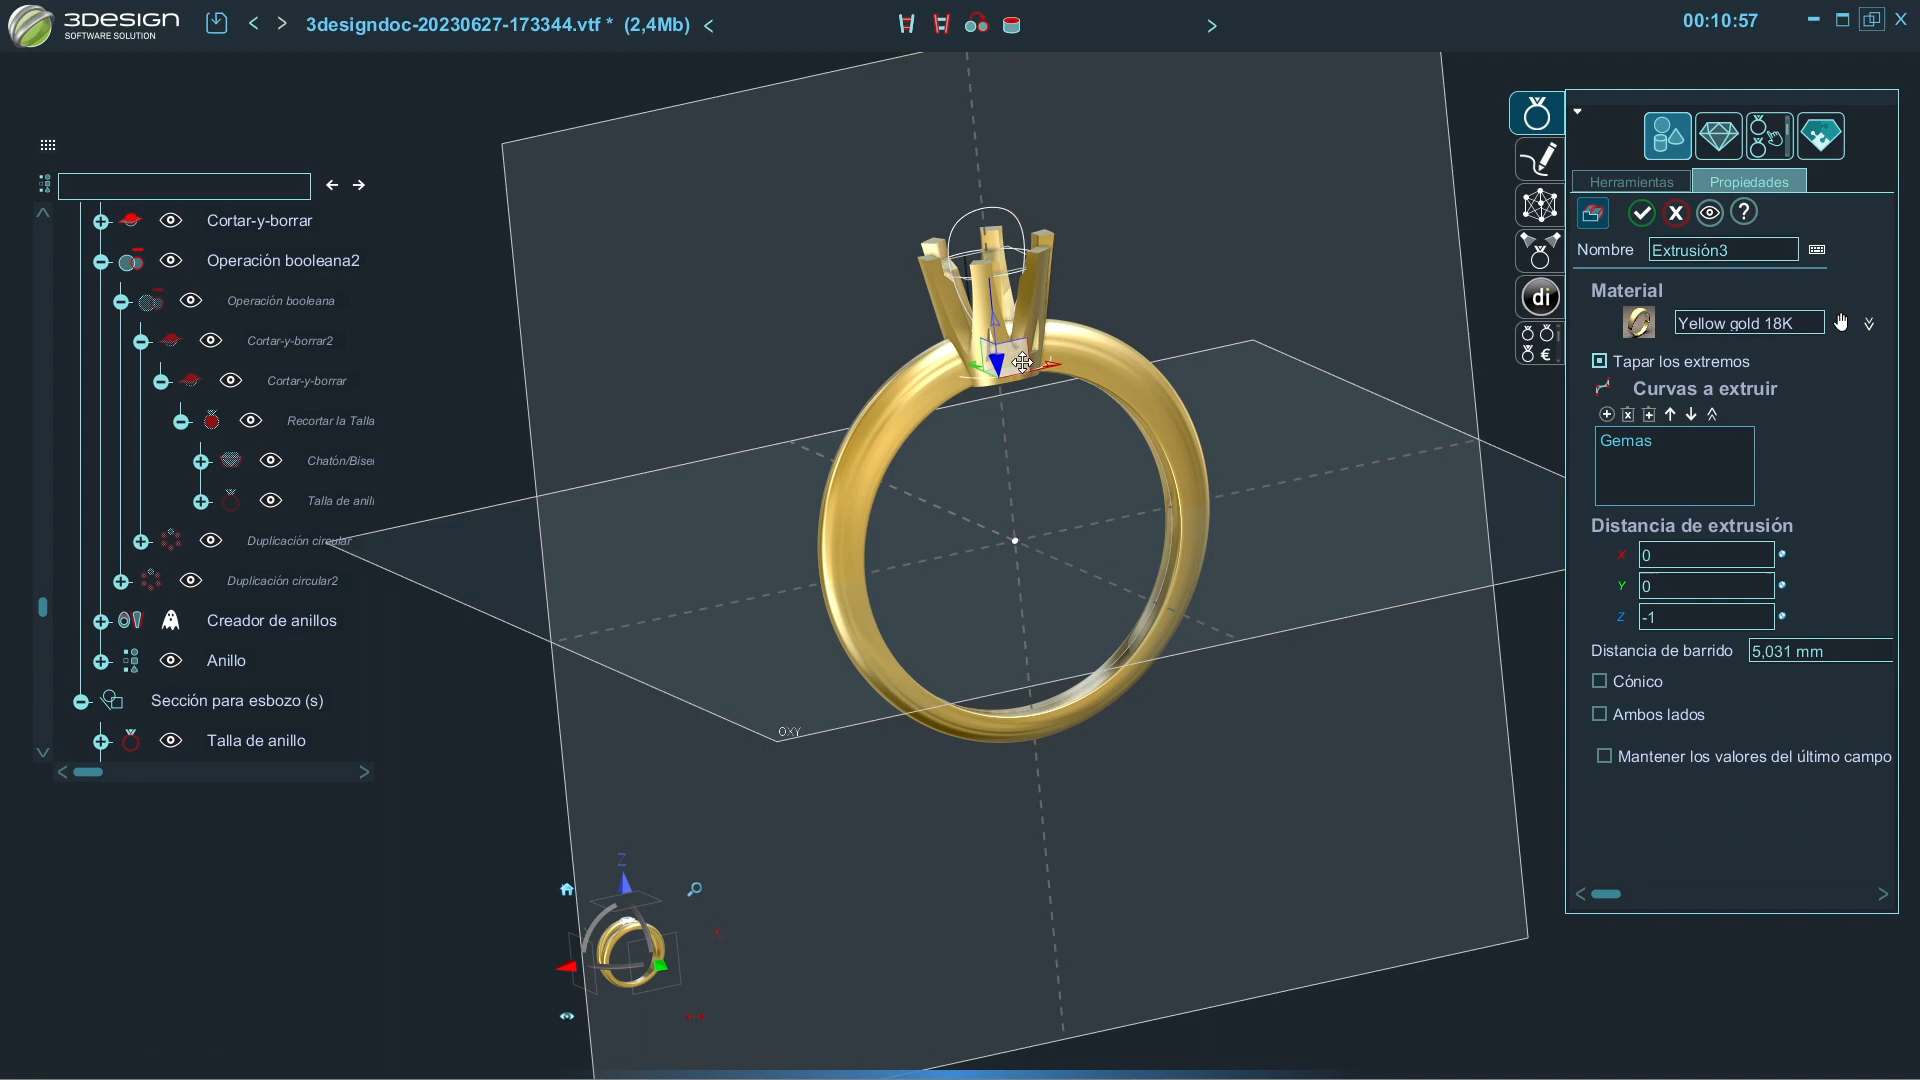 3DESIGN
SOFTWARE SOLUTION
3designdoc-20230627-173344.vtf * (2,4Mb)
00:10:57
Cortar-y-borrar
Operación booleana2
Operación booleana
Cortar-y-borrar2
Cortar-y-borrar
Recortar la Talla
Chatón/Bisel
Talla de anill
Duplicación circular
Duplicación circular2
Creador de anillos
Anillo
Sección para esbozo (s)
Talla de anillo
OXY
Z
X
di
€
Herramientas
Propiedades
?
Nombre
Extrusión3
Material
Yellow gold 18K
Tapar los extremos
Curvas a extruir
Gemas
Distancia de extrusión
X 0
Y 0
Z -1
Distancia de barrido 5,031 mm
Cónico
Ambos lados
Mantener los valores del último campo